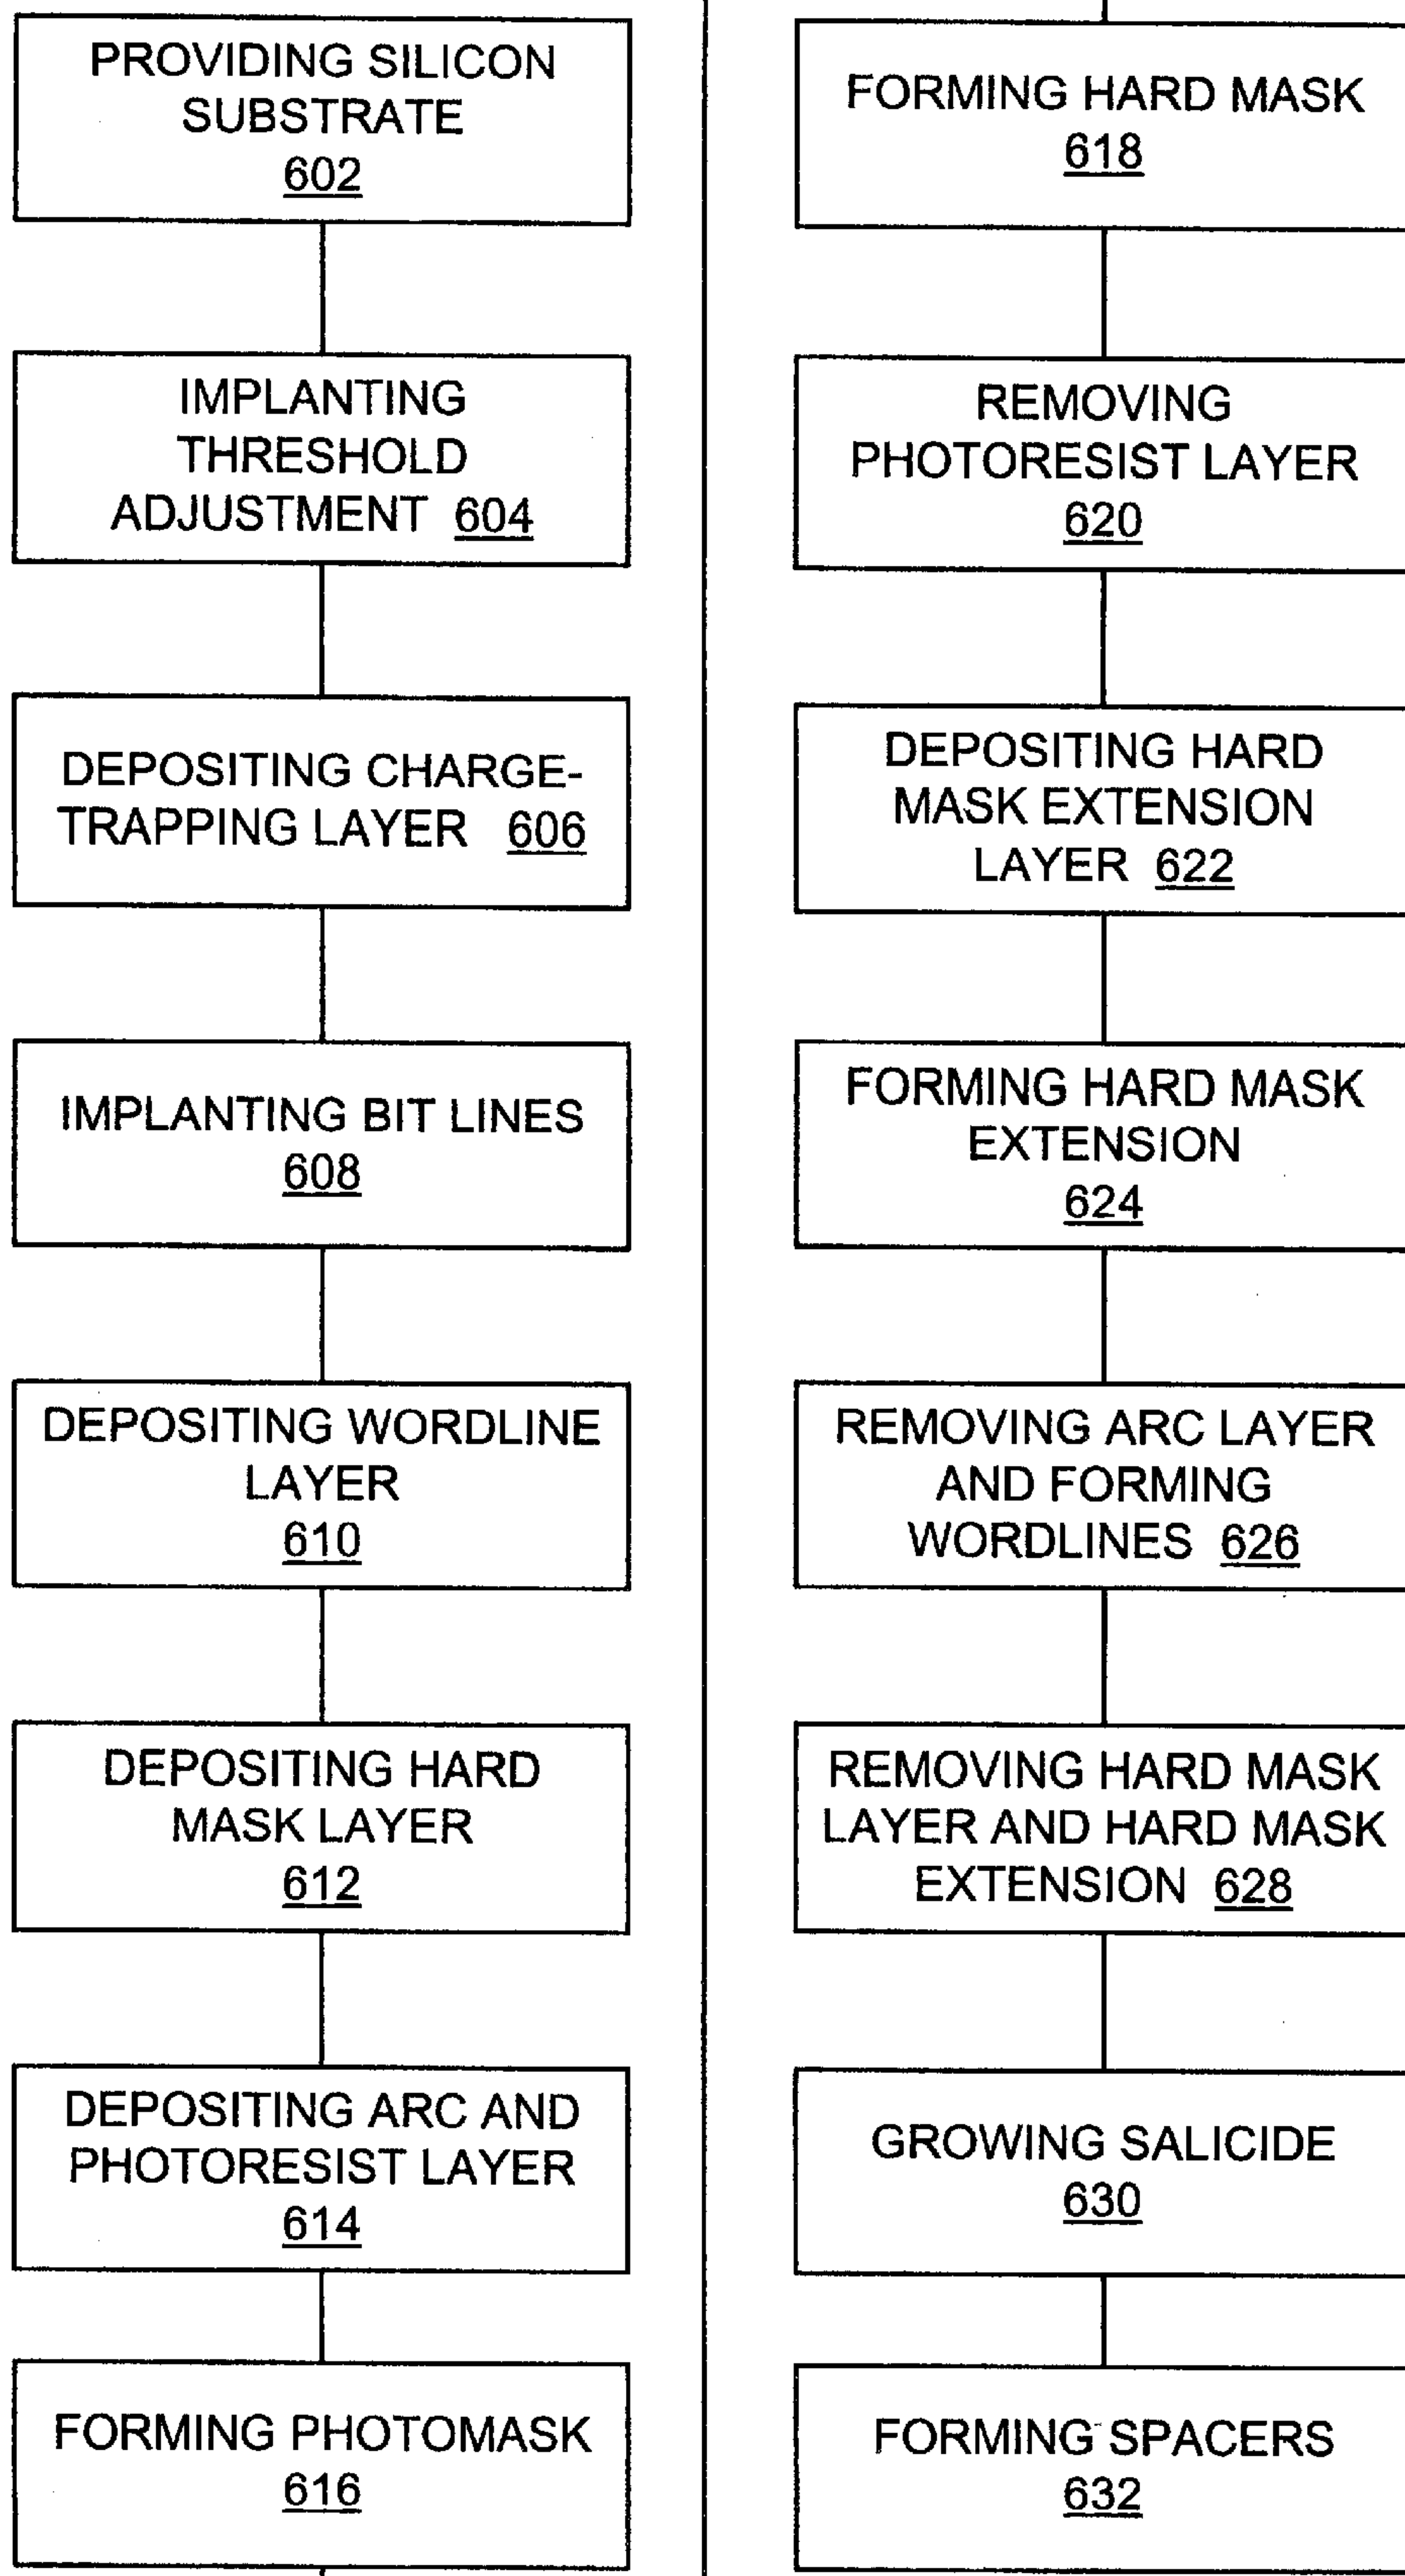 PROVIDING SILICON
SUBSTRATE
602
IMPLANTING
THRESHOLD
ADJUSTMENT 604
DEPOSITING CHARGE-
TRAPPING LAYER 606
IMPLANTING BIT LINES
608
DEPOSITING WORDLINE
LAYER
610
DEPOSITING HARD
MASK LAYER
612
DEPOSITING ARC AND
PHOTORESIST LAYER
614
FORMING PHOTOMASK
616
FORMING HARD MASK
618
REMOVING
PHOTORESIST LAYER
620
DEPOSITING HARD
MASK EXTENSION
LAYER 622
FORMING HARD MASK
EXTENSION
624
REMOVING ARC LAYER
AND FORMING
WORDLINES 626
REMOVING HARD MASK
LAYER AND HARD MASK
EXTENSION 628
GROWING SALICIDE
630
FORMING SPACERS
632